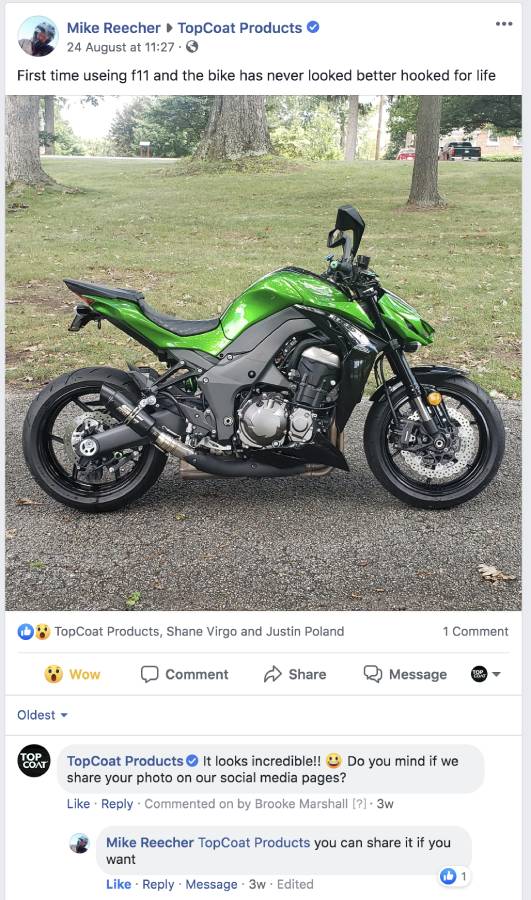 Mike Reecher ▸ TopCoat Products
24 August at 11:27 ·
First time useing f11 and the bike has never looked better hooked for life
TopCoat Products, Shane Virgo and Justin Poland 1 Comment
Wow Comment Share Message TOP COAT
Oldest
TOP
COAT
TopCoat Products It looks incredible!! 😀 Do you mind if we
share your photo on our social media pages?
Like · Reply · Commented on by Brooke Marshall [?] · 3w
Mike Reecher TopCoat Products you can share it if you
want
1
Like · Reply · Message · 3w · Edited